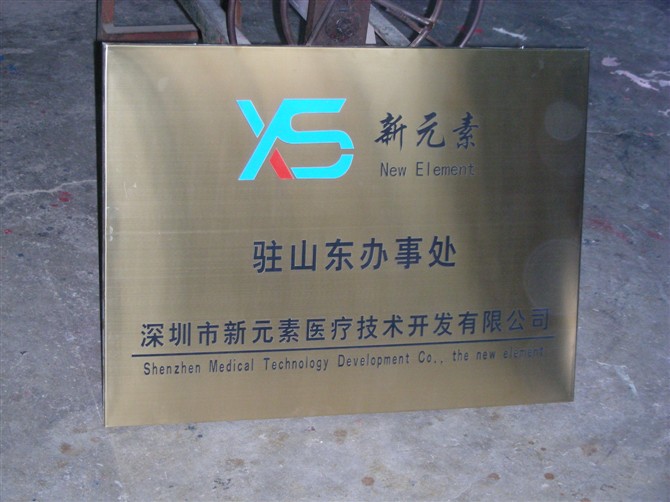 XS 新元素
New Element
驻山东办事处
深圳市新元素医疗技术开发有限公司
Shenzhen Medical Technology Development Co., the new element